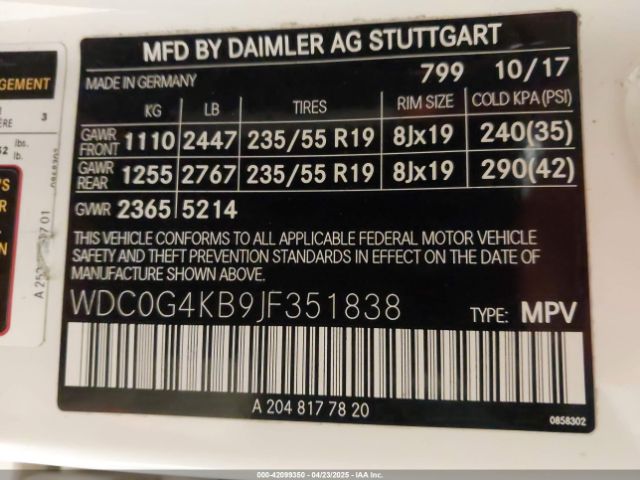 MFD BY DAIMLER AG STUTTGART
MADE IN GERMANY 799 10/17
KG LB TIRES RIM SIZE COLD KPA (PSI)
GAWR FRONT 1110 2447 235/55 R19 8Jx19 240(35)
GAWR REAR 1255 2767 235/55 R19 8Jx19 290(42)
GVWR 2365 5214
THIS VEHICLE CONFORMS TO ALL APPLICABLE FEDERAL MOTOR VEHICLE
SAFETY AND THEFT PREVENTION STANDARDS IN EFFECT ON THE DATE OF
MANUFACTURE SHOWN ABOVE.
WDC0G4KB9JF351838 TYPE: MPV
A 204 817 78 20
0858302
3
lbs.
lb.
0858303
000-42099350 - 04/23/2025 - IAA Inc.